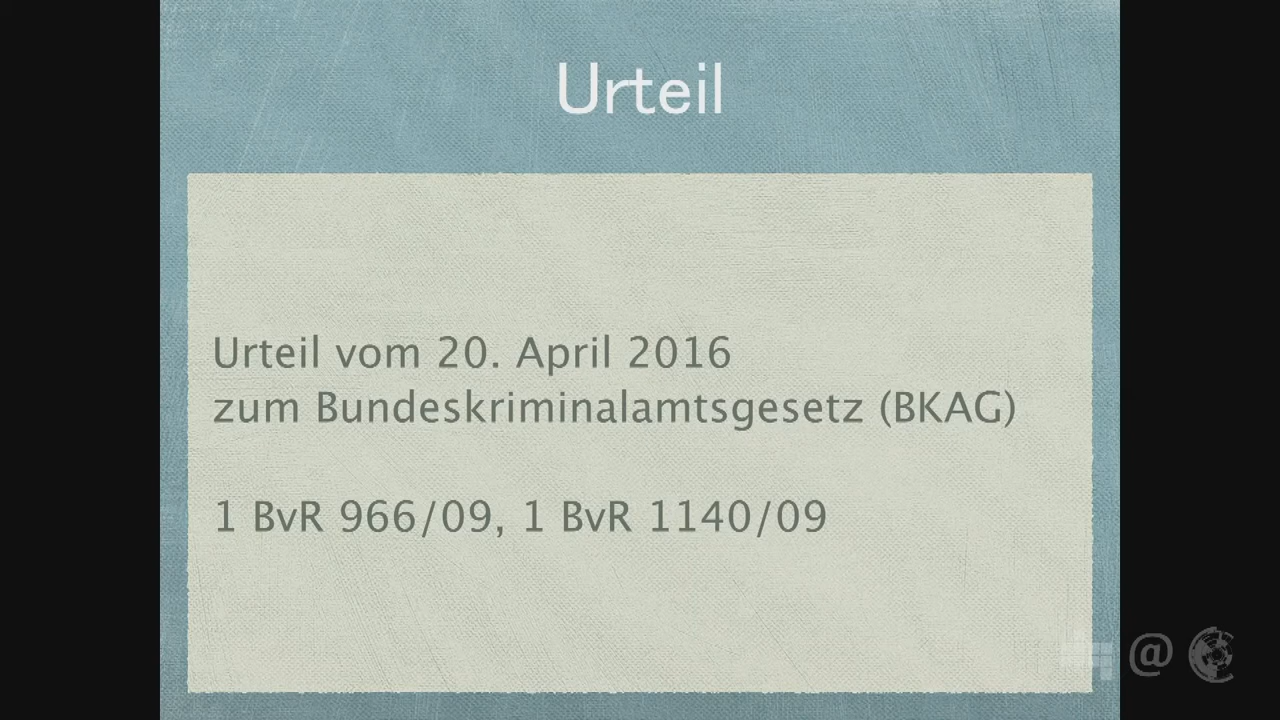 Urteil
Urteil vom 20. April 2016
zum Bundeskriminalamtsgesetz (BKAG)
1 BvR 966/09, 1 BvR 1140/09
@